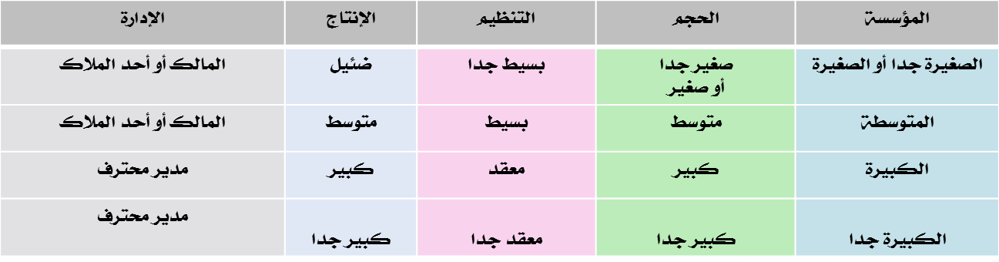 المؤسسة الحجم التنظيم الإنتاج الإدارة
الصغيرة جدا أو الصغيرة صغير جدا بسيط جدا ضئيل المالك أو أحد الملاك
أو صغير
المتوسطة متوسط بسيط متوسط المالك أو أحد الملاك
الكبيرة كبير معقد كبير مدير محترف
مدير محترف
الكبيرة جدا كبير جدا معقد جدا كبير جدا